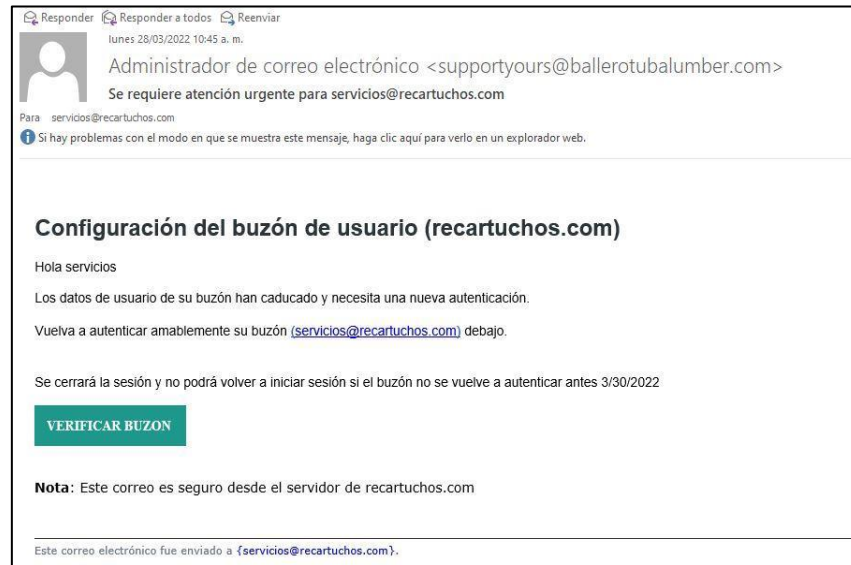 Responder Responder a todos Reenviar
lunes 28/03/2022 10:45 a. m.
Administrador de correo electrónico <supportyours@ballerotubalumber.com>
Se requiere atención urgente para servicios@recartuchos.com
Para servicios@recartuchos.com
Si hay problemas con el modo en que se muestra este mensaje, haga clic aquí para verlo en un explorador web.
Configuración del buzón de usuario (recartuchos.com)
Hola servicios
Los datos de usuario de su buzón han caducado y necesita una nueva autenticación.
Vuelva a autenticar amablemente su buzón (servicios@recartuchos.com) debajo.
Se cerrará la sesión y no podrá volver a iniciar sesión si el buzón no se vuelve a autenticar antes 3/30/2022
VERIFICAR BUZON
Nota: Este correo es seguro desde el servidor de recartuchos.com
Este correo electrónico fue enviado a {servicios@recartuchos.com}.